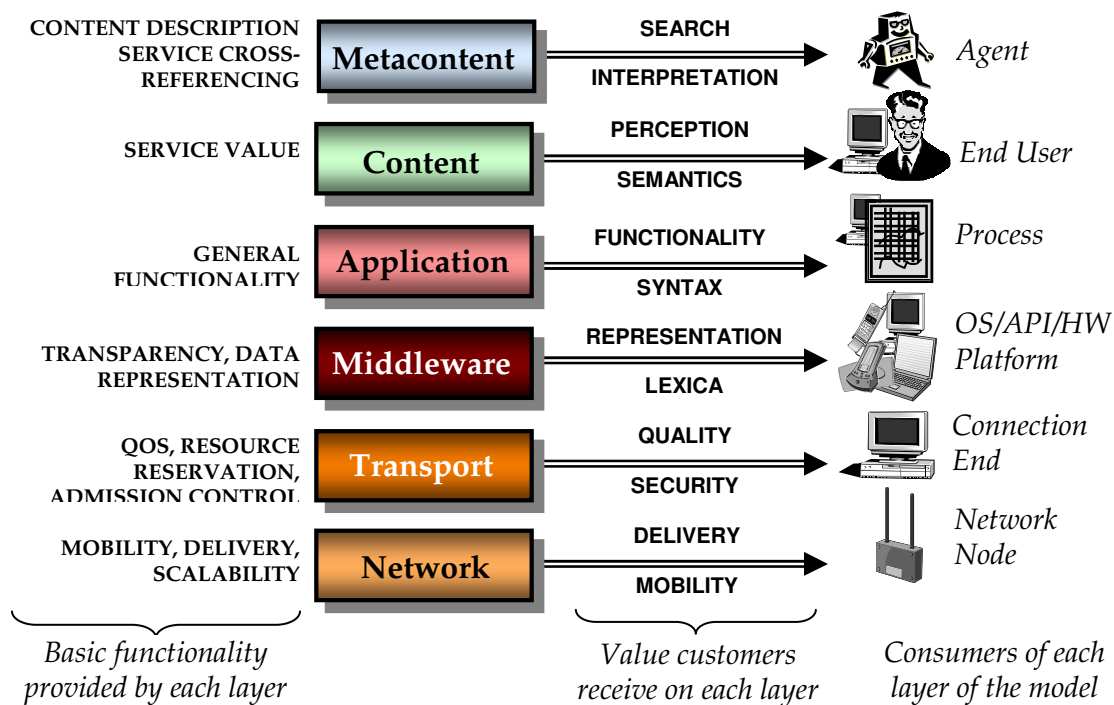 CONTENT DESCRIPTION
SERVICE CROSS-
REFERENCING
Metacontent
SEARCH
INTERPRETATION
Agent
SERVICE VALUE
Content
PERCEPTION
SEMANTICS
End User
GENERAL
FUNCTIONALITY
Application
FUNCTIONALITY
SYNTAX
Process
TRANSPARENCY, DATA
REPRESENTATION
Middleware
REPRESENTATION
LEXICA
OS/API/HW
Platform
QOS, RESOURCE
RESERVATION,
ADMISSION CONTROL
Transport
QUALITY
SECURITY
Connection
End
MOBILITY, DELIVERY,
SCALABILITY
Network
DELIVERY
MOBILITY
Network
Node
Basic functionality
provided by each layer
Value customers
receive on each layer
Consumers of each
layer of the model